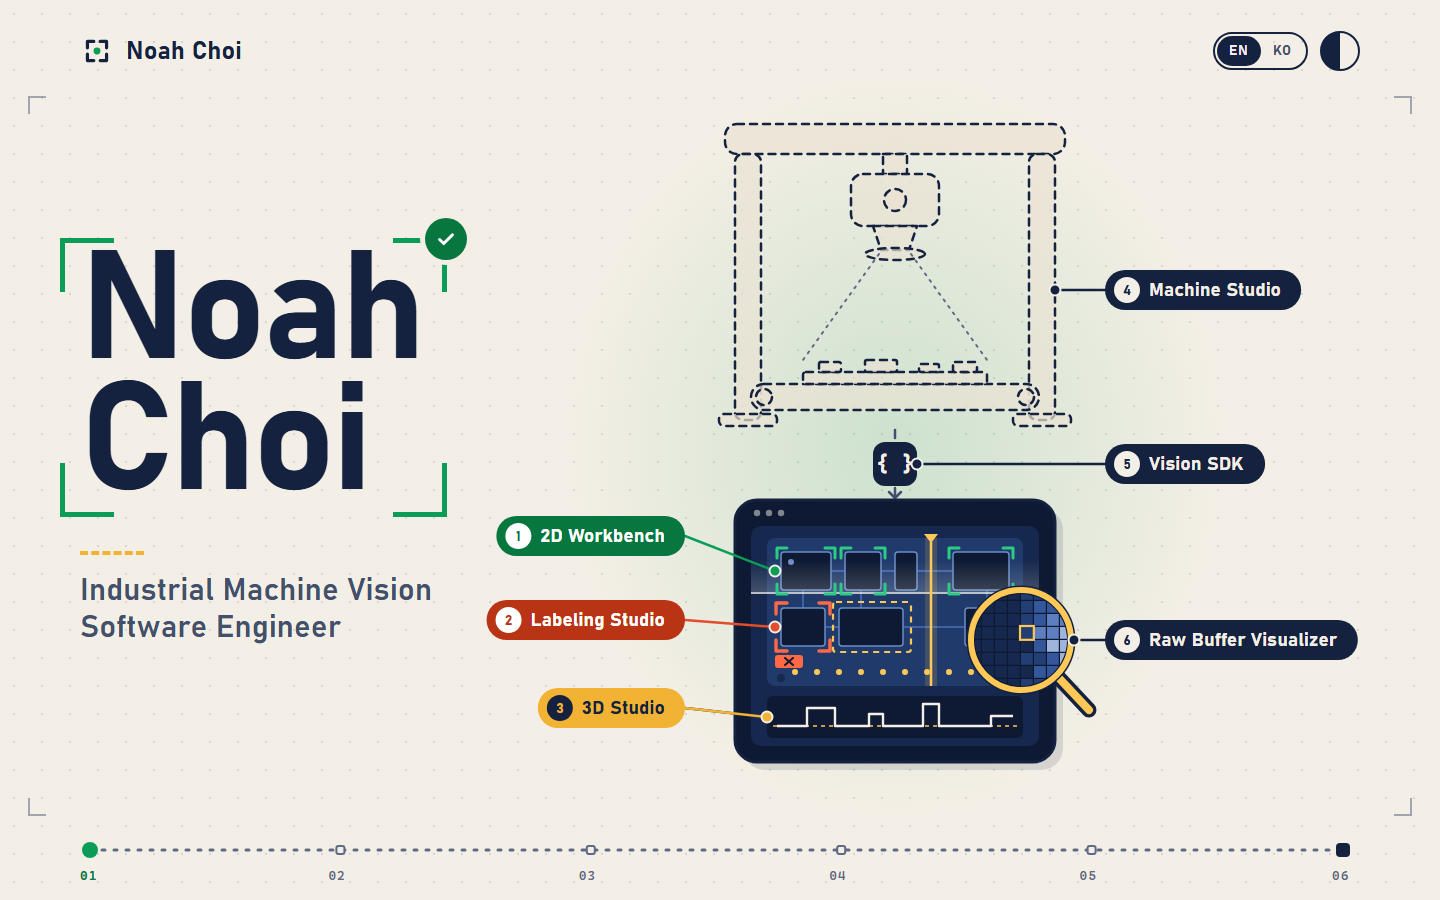 Noah Choi
EN KO
Noah
Choi
Industrial Machine Vision
Software Engineer
4 Machine Studio
{ }
5 Vision SDK
1 2D Workbench
2 Labeling Studio
6 Raw Buffer Visualizer
3 3D Studio
01 02 03 04 05 06